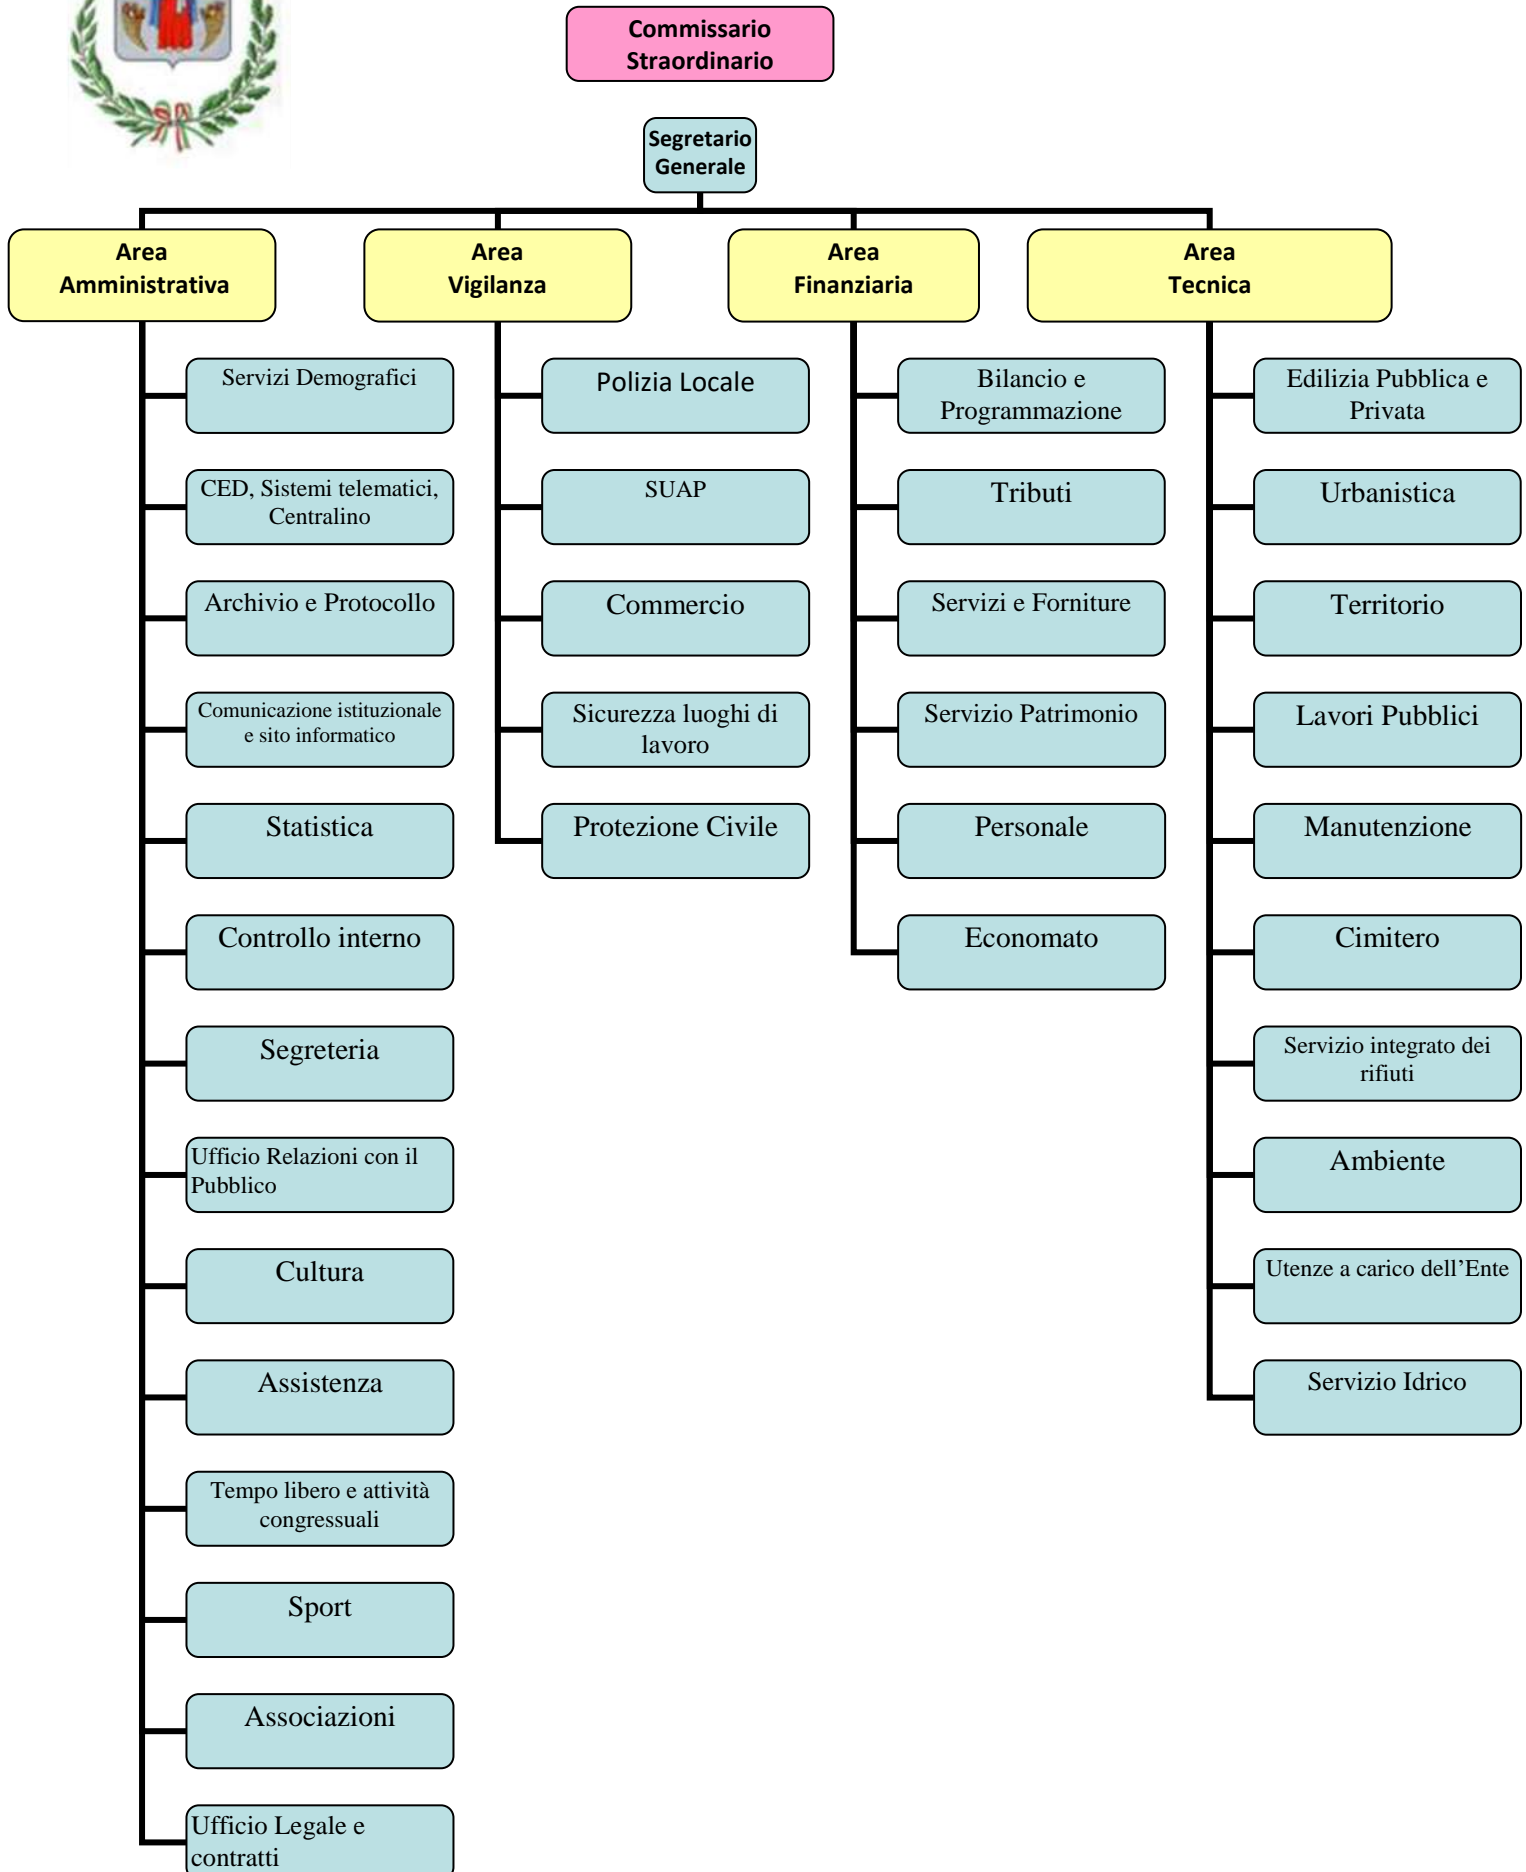 Commissario
Straordinario
Segretario
Generale
Area
Amministrativa
Area
Vigilanza
Area
Finanziaria
Area
Tecnica
Servizi Demografici
CED, Sistemi telematici,
Centralino
Archivio e Protocollo
Comunicazione istituzionale
e sito informatico
Statistica
Controllo interno
Segreteria
Ufficio Relazioni con il
Pubblico
Cultura
Assistenza
Tempo libero e attività
congressuali
Sport
Associazioni
Ufficio Legale e
contratti
Polizia Locale
SUAP
Commercio
Sicurezza luoghi di
lavoro
Protezione Civile
Bilancio e
Programmazione
Tributi
Servizi e Forniture
Servizio Patrimonio
Personale
Economato
Edilizia Pubblica e
Privata
Urbanistica
Territorio
Lavori Pubblici
Manutenzione
Cimitero
Servizio integrato dei
rifiuti
Ambiente
Utenze a carico dell’Ente
Servizio Idrico